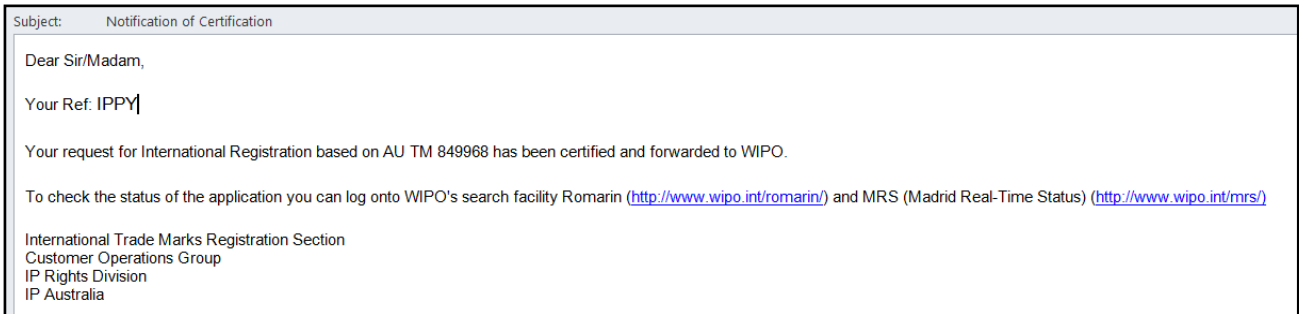 Subject: Notification of Certification
Dear Sir/Madam,
Your Ref: IPPY
Your request for International Registration based on AU TM 849968 has been certified and forwarded to WIPO.
To check the status of the application you can log onto WIPO's search facility Romarin (http://www.wipo.int/romarin/) and MRS (Madrid Real-Time Status) (http://www.wipo.int/mrs/)
International Trade Marks Registration Section
Customer Operations Group
IP Rights Division
IP Australia